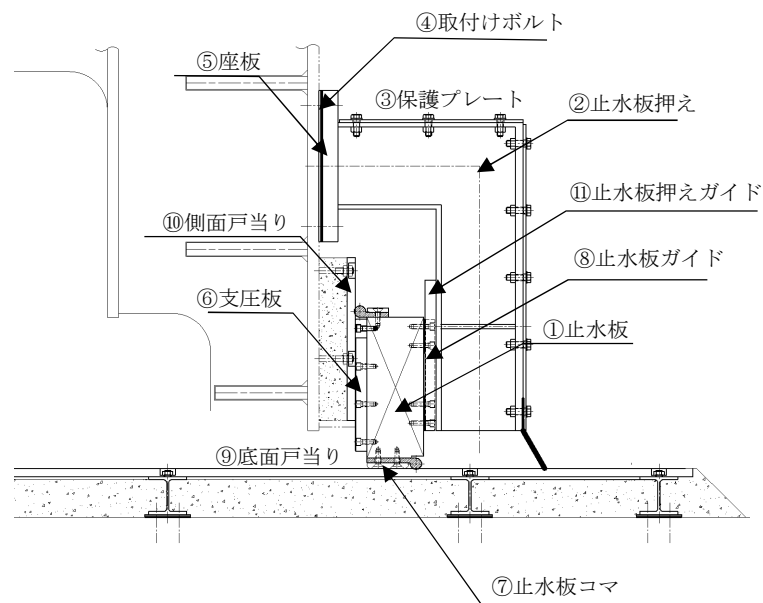 ④取付けボルト
⑤座板
③保護プレート
②止水板押え
⑪止水板押えガイド
⑩側面戸当り
⑧止水板ガイド
⑥支圧板
①止水板
⑨底面戸当り
⑦止水板コマ